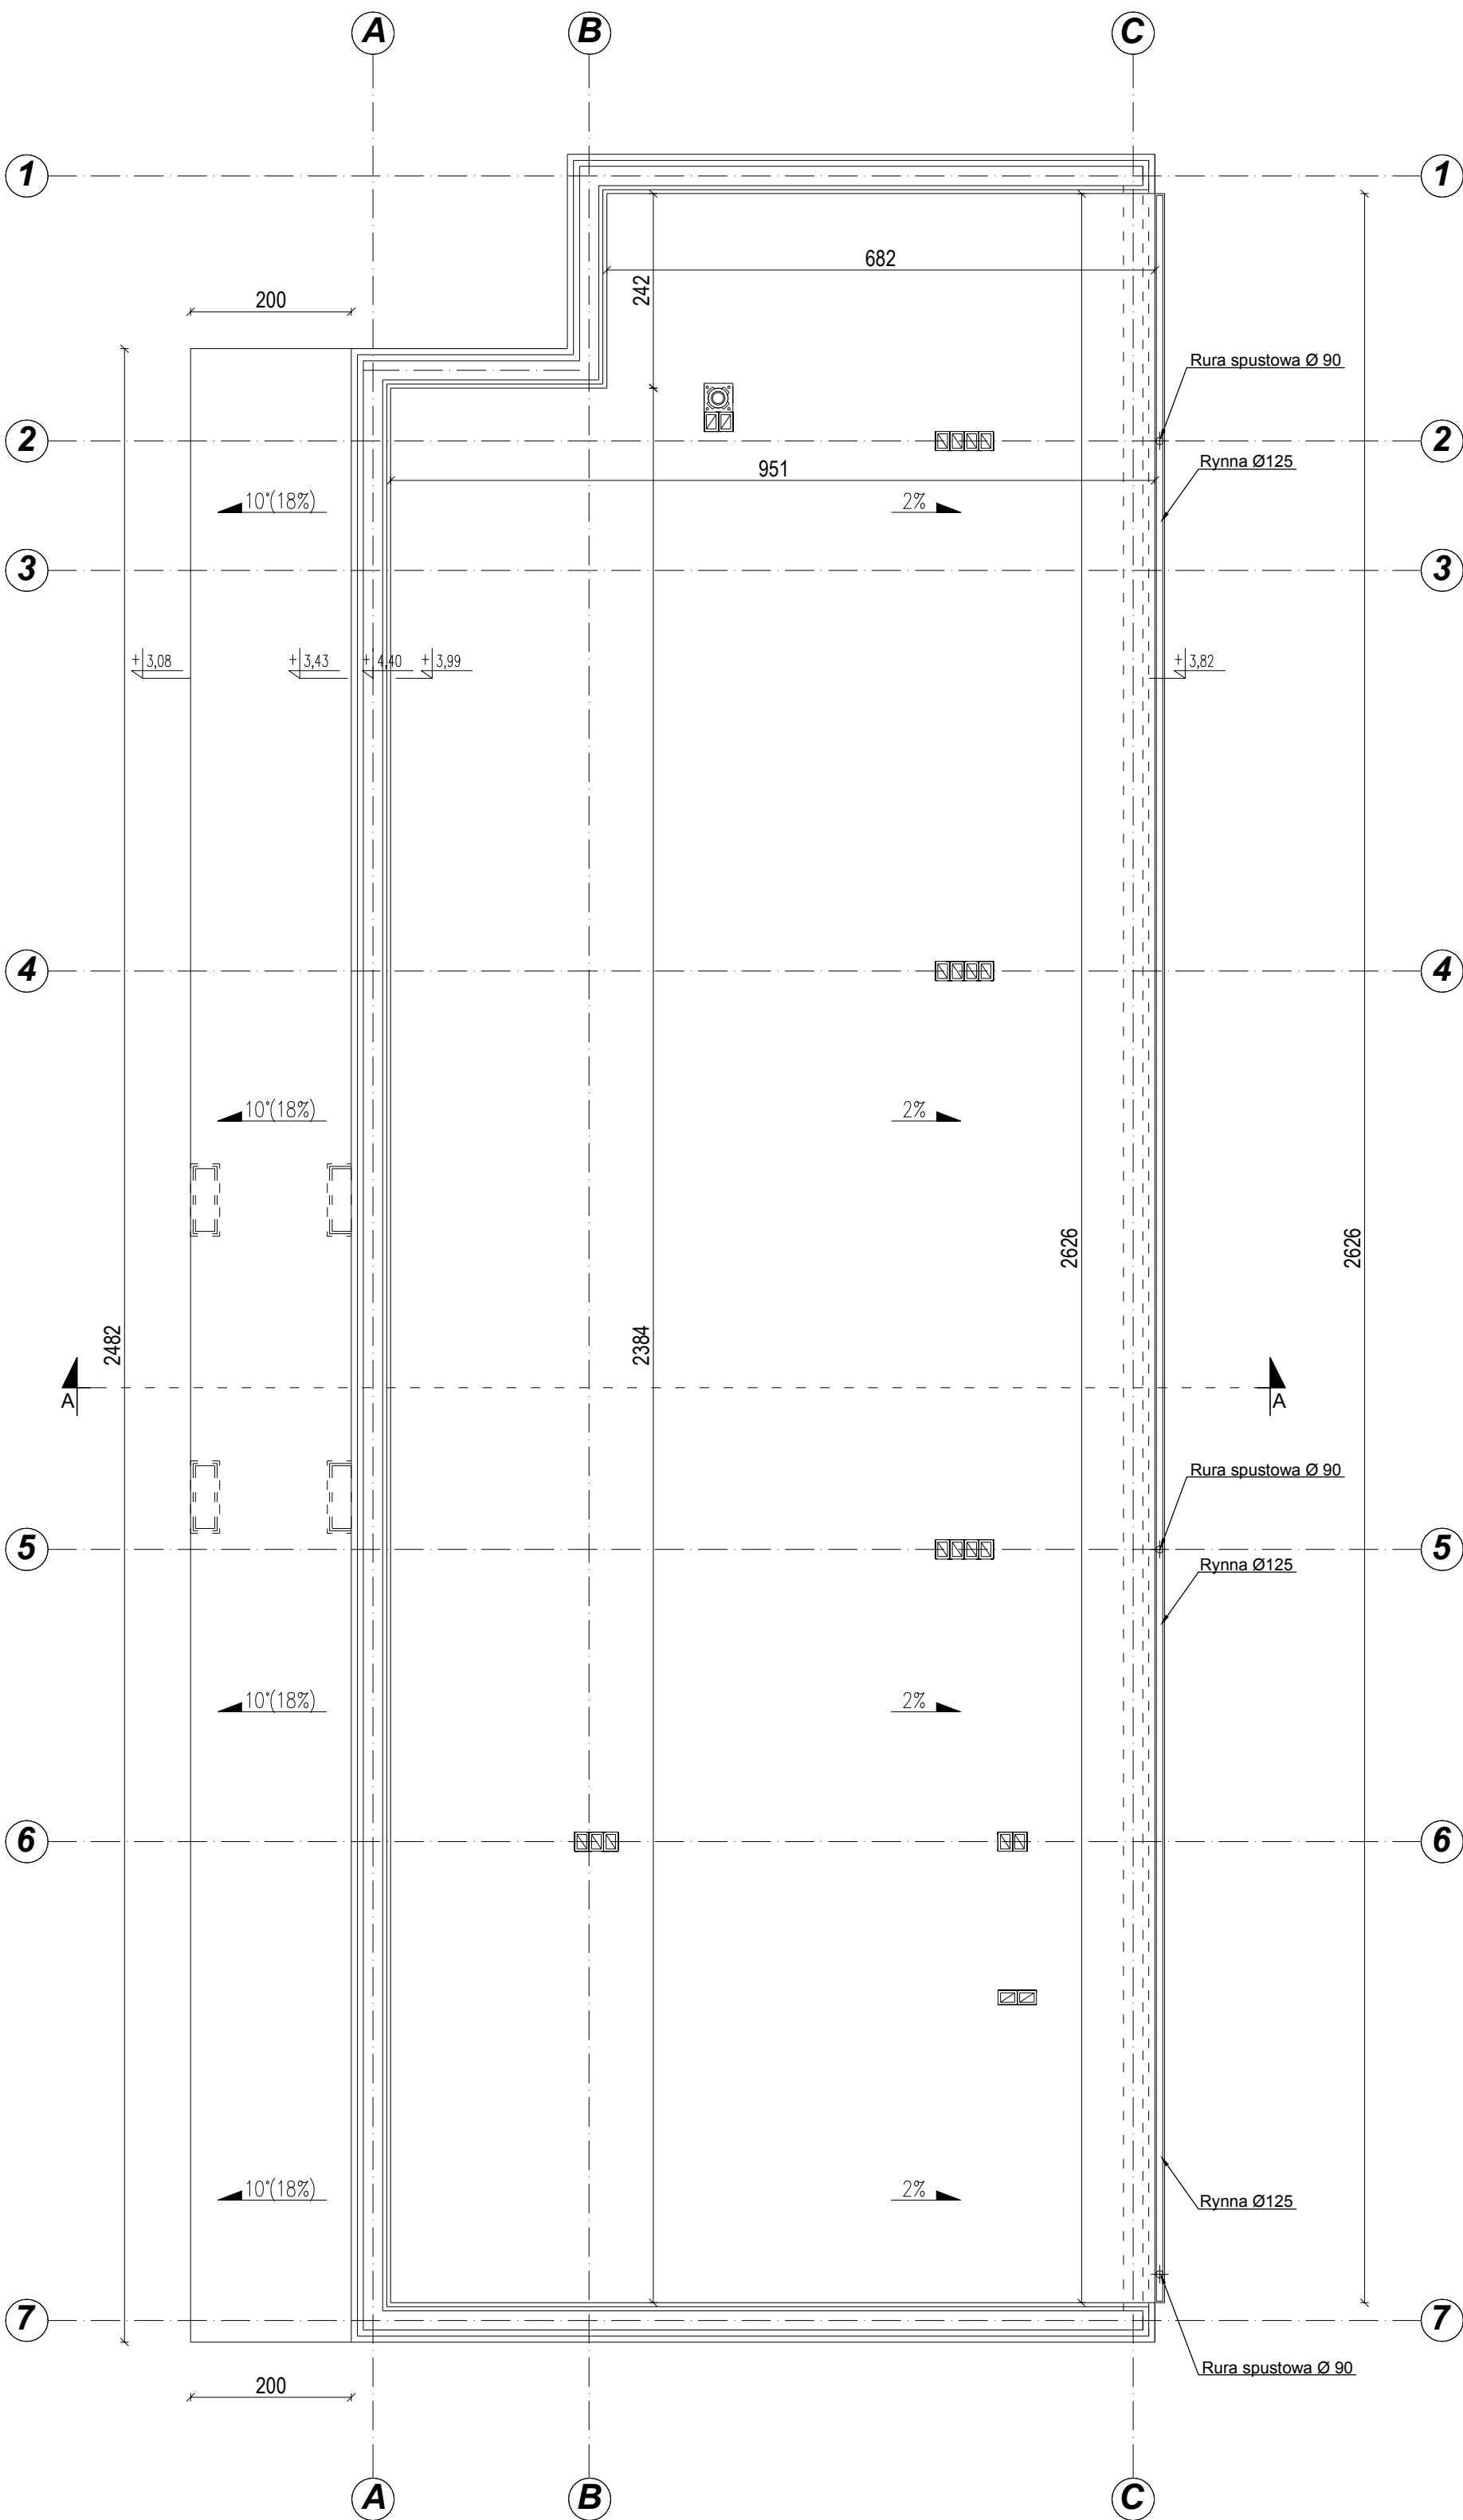 A B C
1 1
682
242
200
Rura spustowa Ø 90
2 2
Rynna Ø125
951
10°(18%) 2%
3 3
+3,08 +3,43 +4,40 +3,99 +3,82
4 4
10°(18%) 2%
2626 2626
2482 2384
A A
Rura spustowa Ø 90
5 5
Rynna Ø125
10°(18%) 2%
6 6
10°(18%) 2%
Rynna Ø125
7 7
Rura spustowa Ø 90
200
A B C